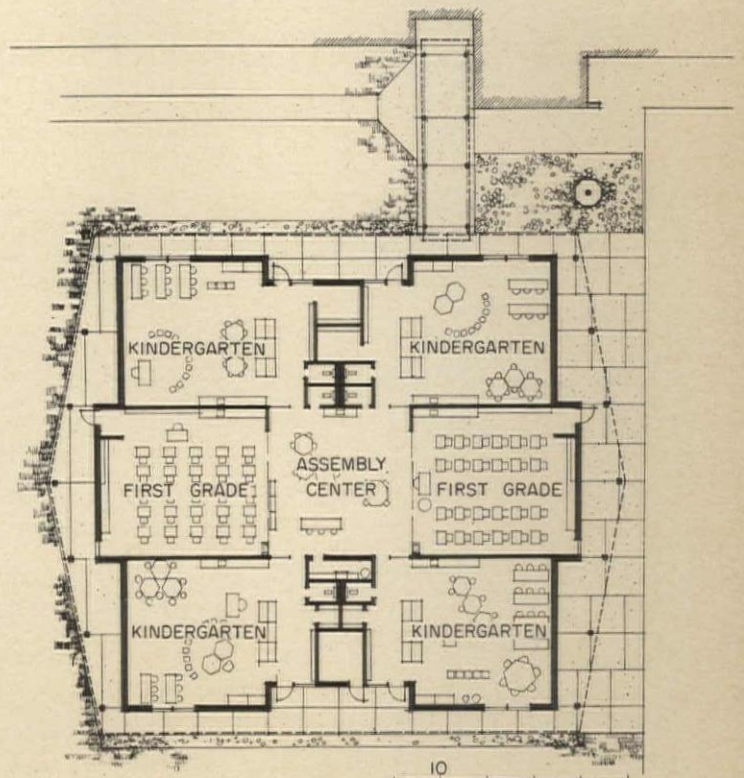 KINDERGARTEN
KINDERGARTEN
FIRST GRADE
ASSEMBLY
CENTER
FIRST GRADE
KINDERGARTEN
KINDERGARTEN
10